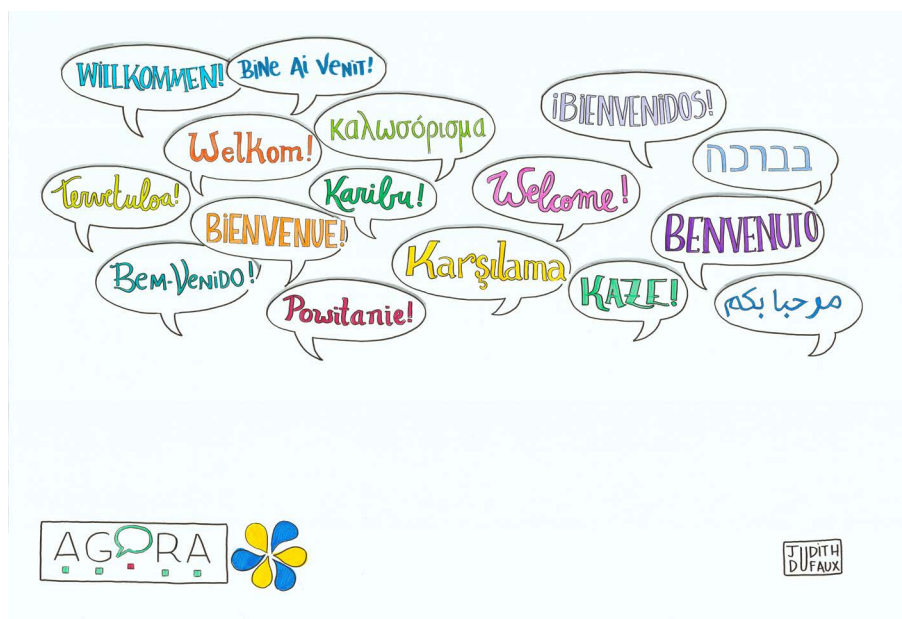 WILLKOMMEN!
BiNE Ai VENiT!
¡BIENVENiDOS!
Welkom!
καλωσόρισμα
בברכה
Tervetuloa!
Karibu!
Welcome!
BiENVENUE!
BENVENUTO
BEM-VENIDO!
Karşılama
KAZE!
مرحبا بكم
Powitanie!
AGORA
JUDiTH
DUFAUX